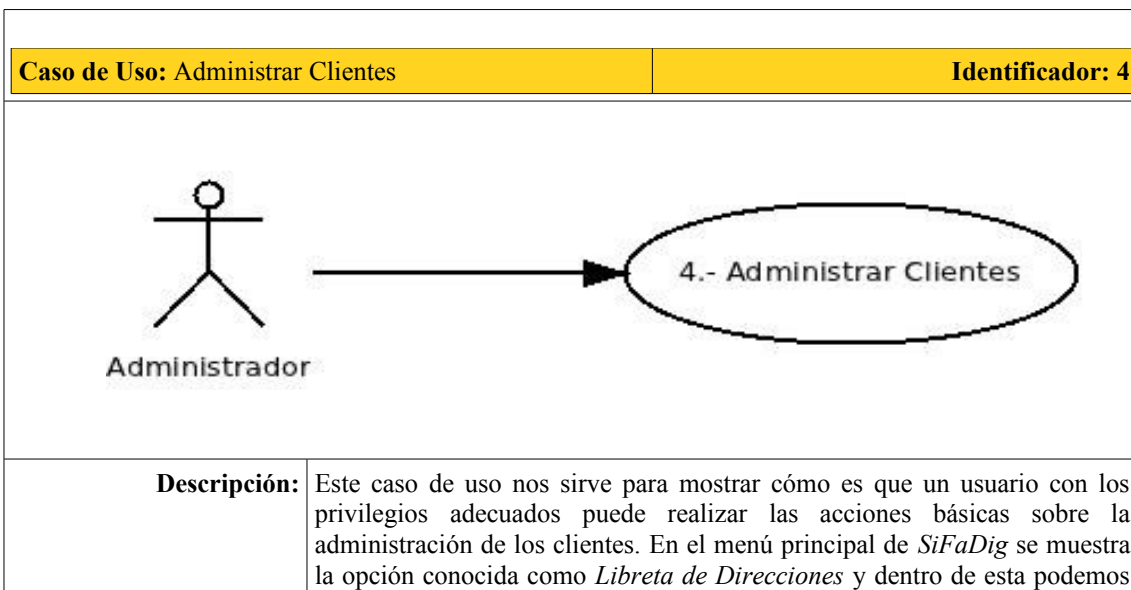 Caso de Uso: Administrar Clientes Identificador: 4
4.- Administrar Clientes
Administrador
Descripción: Este caso de uso nos sirve para mostrar cómo es que un usuario con los
privilegios adecuados puede realizar las acciones básicas sobre la
administración de los clientes. En el menú principal de SiFaDig se muestra
la opción conocida como Libreta de Direcciones y dentro de esta podemos